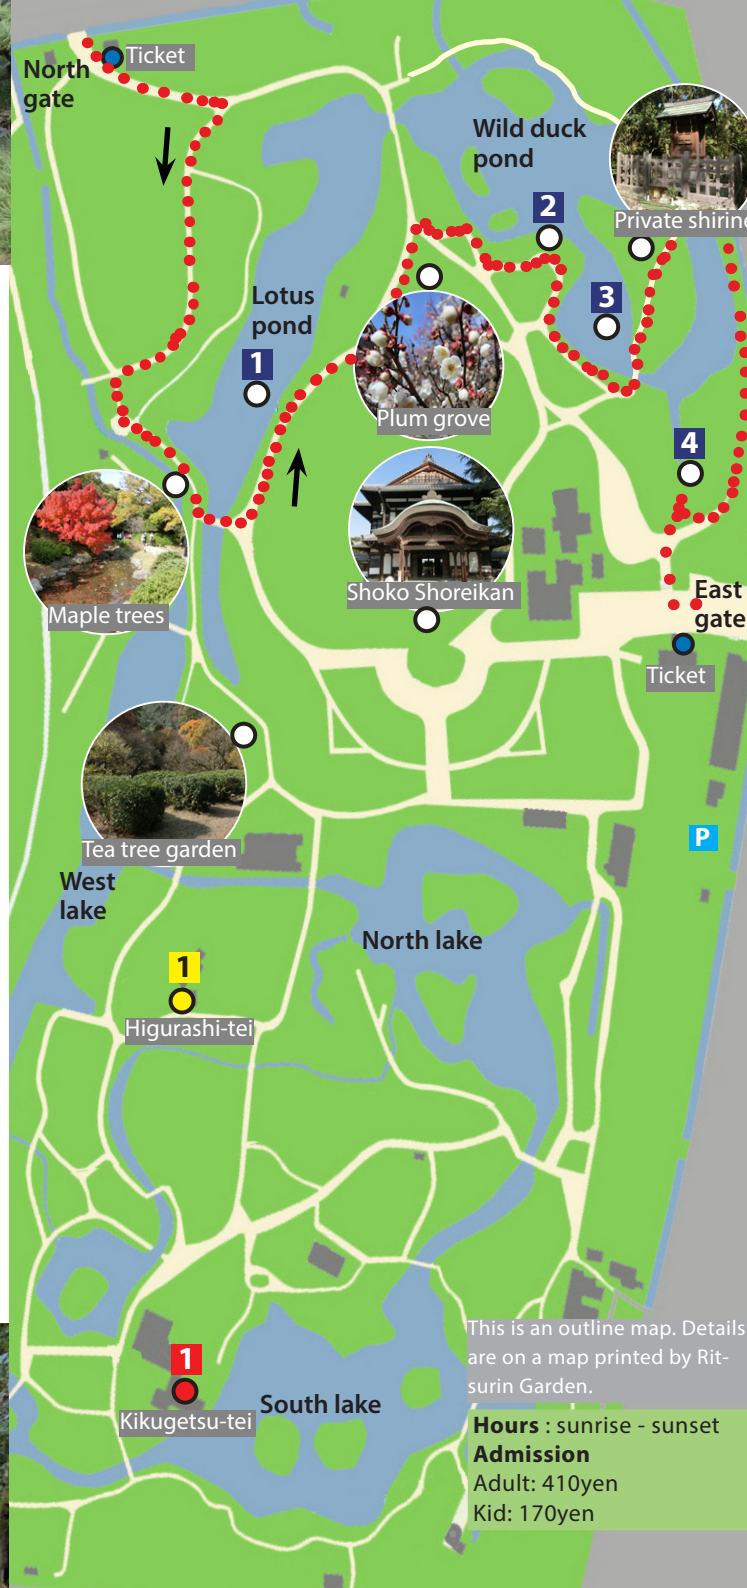 North
gate
Ticket
Wild duck
pond
Private shirine
2
3
Lotus
pond
1
Plum grove
4
Maple trees
Shoko Shoreikan
East
gate
Ticket
Tea tree garden
P
West
lake
North lake
1
Higurashi-tei
1
Kikugetsu-tei
South lake
This is an outline map. Details
are on a map printed by Rit-
surin Garden.
Hours : sunrise - sunset
Admission
Adult: 410yen
Kid: 170yen